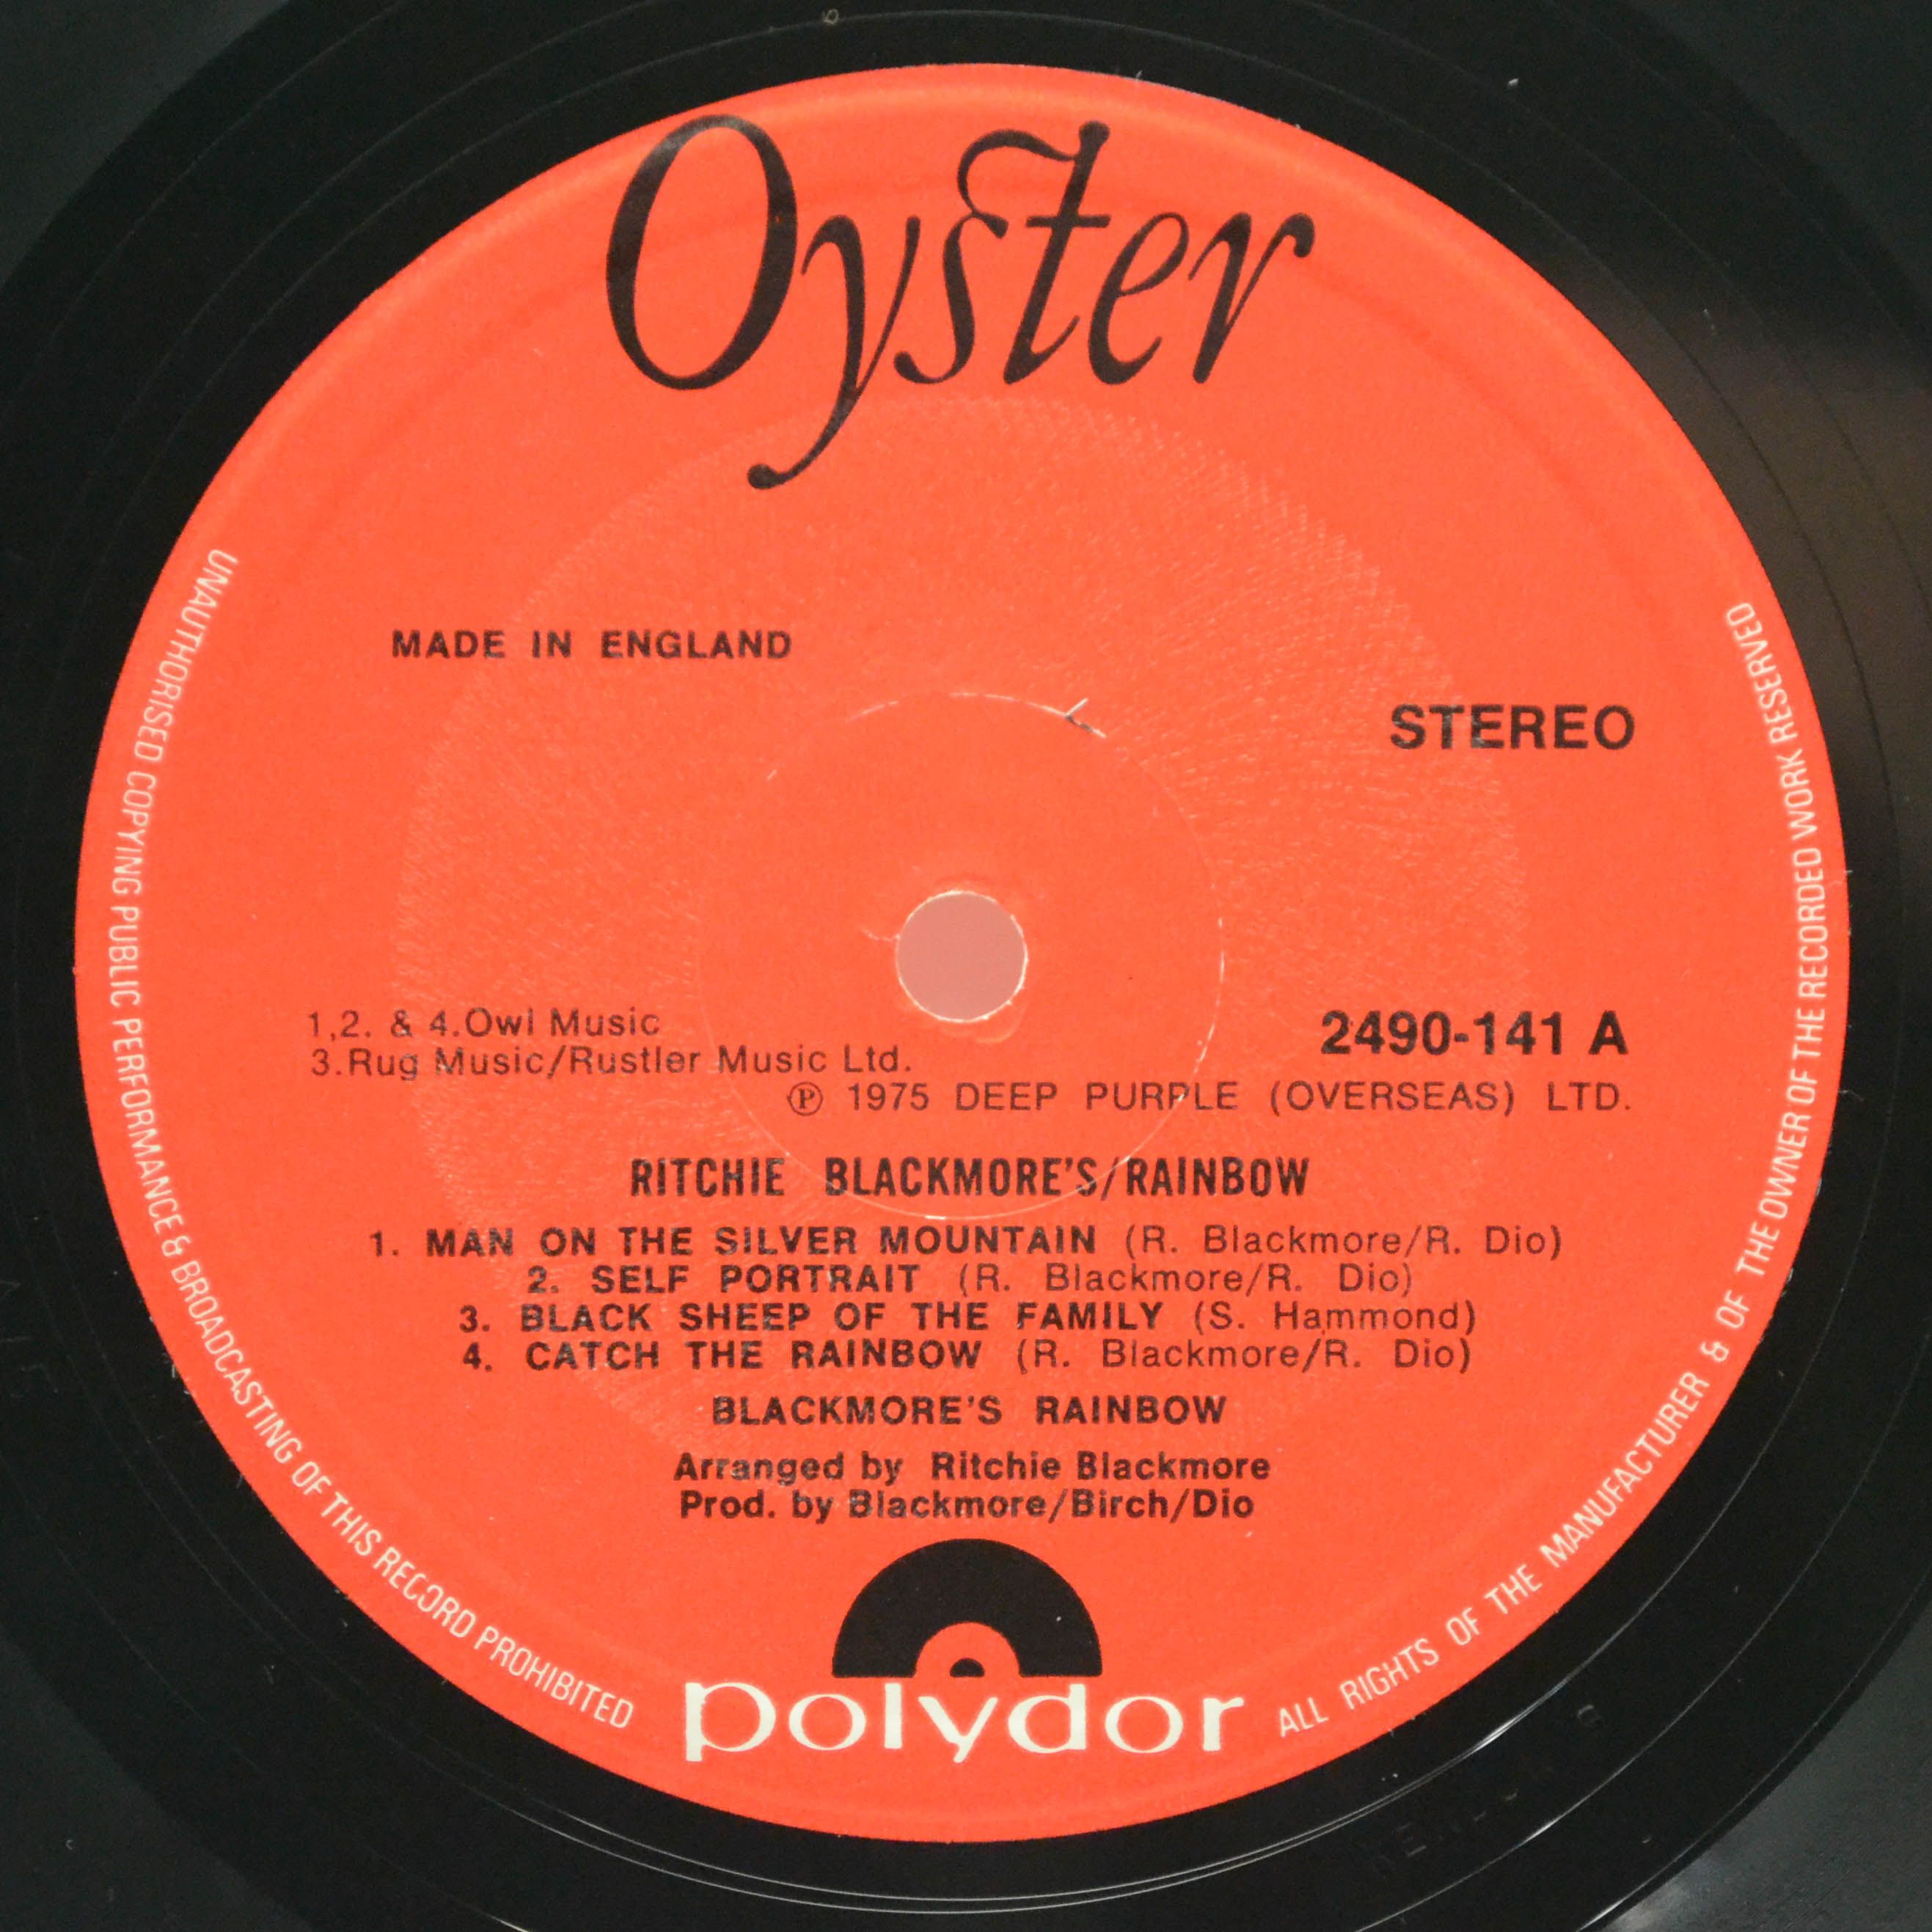 Oyster
MADE IN ENGLAND
STEREO
1,2. & 4.Owl Music
3.Rug Music/Rustler Music Ltd.
2490-141 A
℗ 1975 DEEP PURPLE (OVERSEAS) LTD.
RITCHIE BLACKMORE'S/RAINBOW
1. MAN ON THE SILVER MOUNTAIN (R. Blackmore/R. Dio)
2. SELF PORTRAIT (R. Blackmore/R. Dio)
3. BLACK SHEEP OF THE FAMILY (S. Hammond)
4. CATCH THE RAINBOW (R. Blackmore/R. Dio)
BLACKMORE'S RAINBOW
Arranged by Ritchie Blackmore
Prod. by Blackmore/Birch/Dio
polydor
UNAUTHORISED COPYING PUBLIC PERFORMANCE & BROADCASTING OF THIS RECORD PROHIBITED
ALL RIGHTS OF THE MANUFACTURER & OF THE OWNER OF THE RECORDED WORK RESERVED